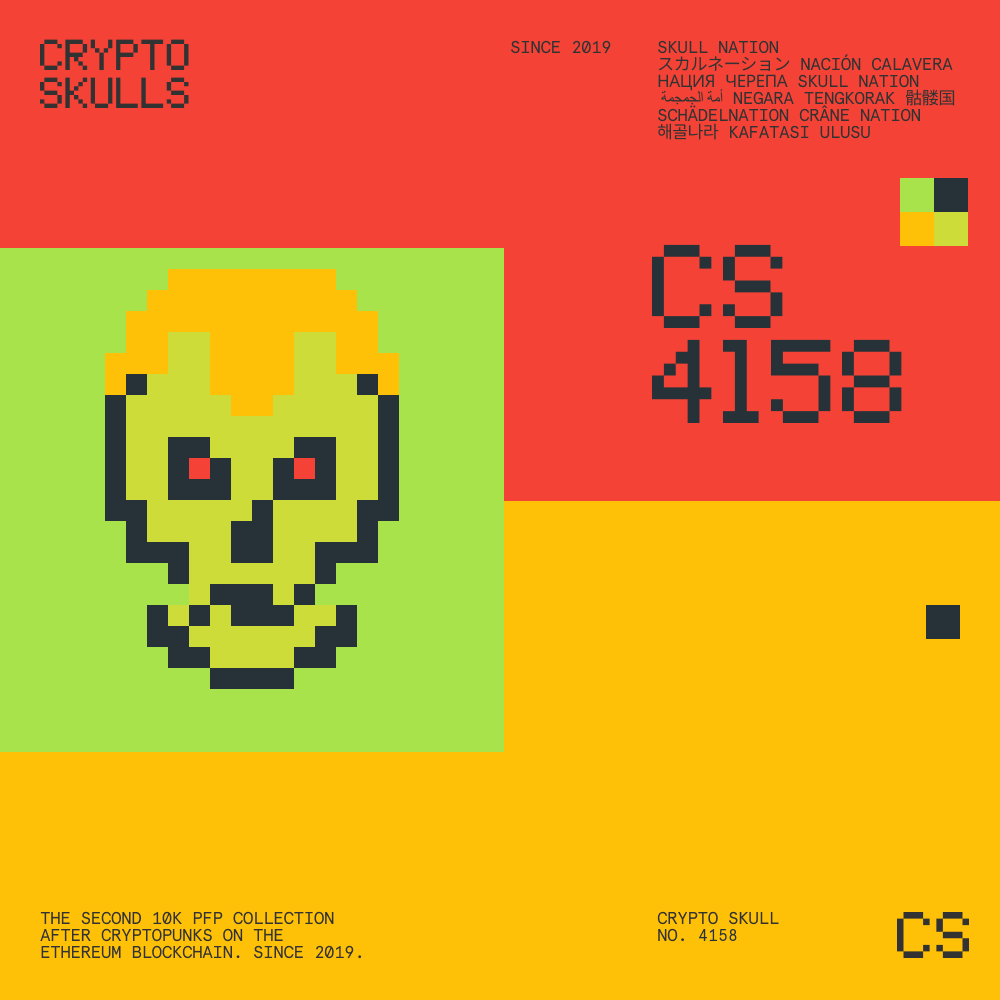 CRYPTO
SKULLS
SINCE 2019
SKULL NATION
スカルネーション NACIÓN CALAVERA
НАЦИЯ ЧЕРЕПА SKULL NATION
أمة الجمجمة NEGARA TENGKORAK 骷髅国
SCHÄDELNATION CRÂNE NATION
해골나라 KAFATASI ULUSU
CS
4158
THE SECOND 10K PFP COLLECTION
AFTER CRYPTOPUNKS ON THE
ETHEREUM BLOCKCHAIN. SINCE 2019.
CRYPTO SKULL
NO. 4158
CS